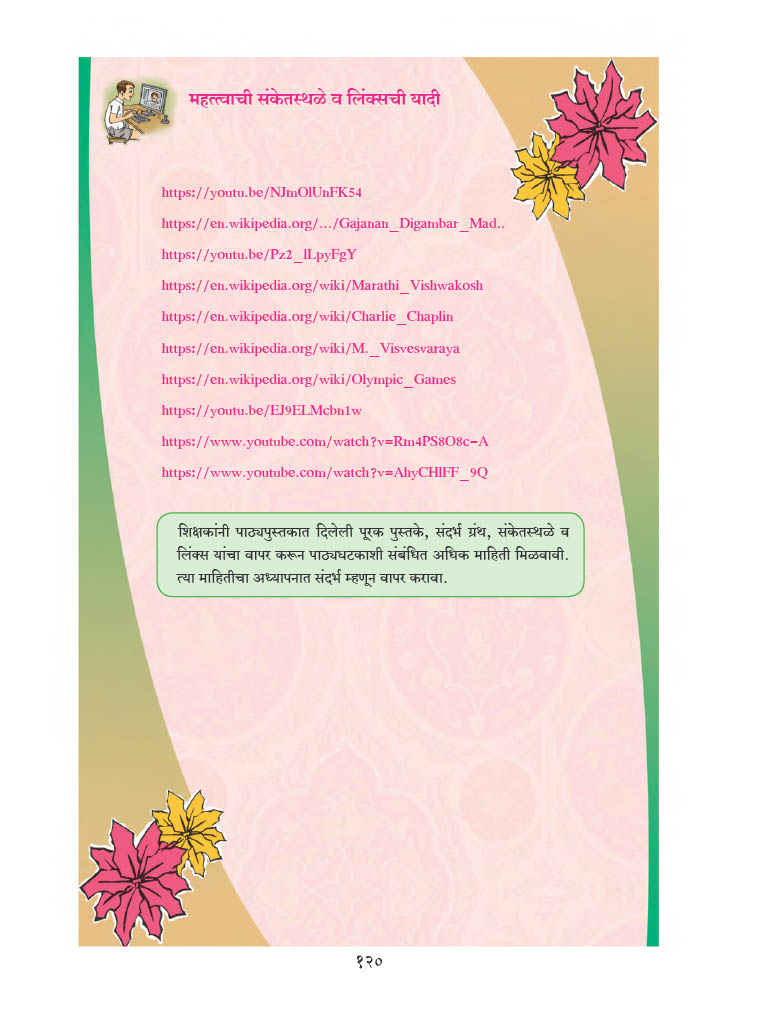 महत्त्वाची संकेतस्थळे व लिंक्सची यादी
https://youtu.be/NJmOlUnFK54
https://en.wikipedia.org/.../Gajanan_Digambar_Mad..
https://youtu.be/Pz2_lLpyFgY
https://en.wikipedia.org/wiki/Marathi_Vishwakosh
https://en.wikipedia.org/wiki/Charlie_Chaplin
https://en.wikipedia.org/wiki/M._Visvesvaraya
https://en.wikipedia.org/wiki/Olympic_Games
https://youtu.be/EJ9ELMcbn1w
https://www.youtube.com/watch?v=Rm4PS8O8c-A
https://www.youtube.com/watch?v=AhyCHlFF_9Q
शिक्षकांनी पाठ्यपुस्तकात दिलेली पूरक पुस्तके, संदर्भ ग्रंथ, संकेतस्थळे व
लिंक्स यांचा वापर करून पाठ्यघटकाशी संबंधित अधिक माहिती मिळवावी.
त्या माहितीचा अध्यापनात संदर्भ म्हणून वापर करावा.
१२०